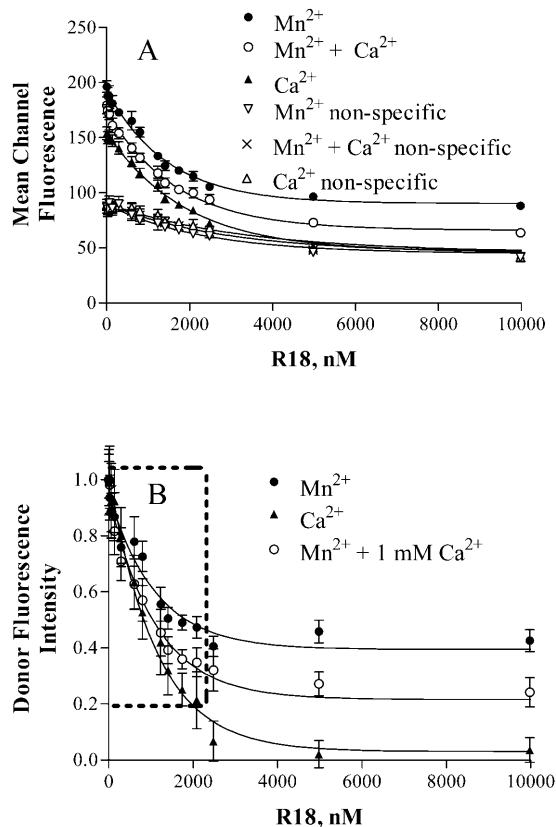 A
Mn²⁺
Mn²⁺ + Ca²⁺
Ca²⁺
Mn²⁺ non-specific
Mn²⁺ + Ca²⁺ non-specific
Ca²⁺ non-specific
Mean Channel
Fluorescence
250
200
150
100
50
0
0 2000 4000 6000 8000 10000
R18, nM
B
Mn²⁺
Ca²⁺
Mn²⁺ + 1 mM Ca²⁺
Donor Fluorescence
Intensity
1.0
0.8
0.6
0.4
0.2
0.0
0 2000 4000 6000 8000 10000
R18, nM